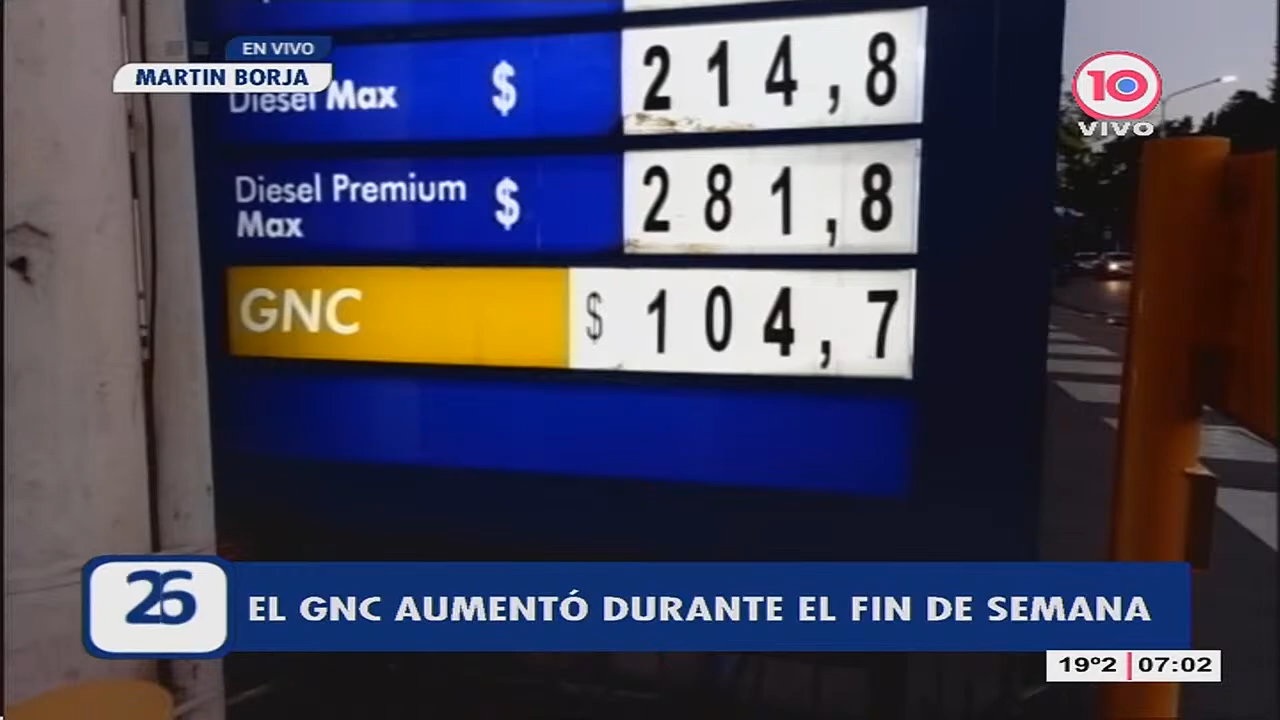 EN VIVO
MARTIN BORJA
10
VIVO
Diesel Max $ 214,8
Diesel Premium
Max $ 281,8
GNC $ 104,7
26 EL GNC AUMENTÓ DURANTE EL FIN DE SEMANA
19º2 07:02